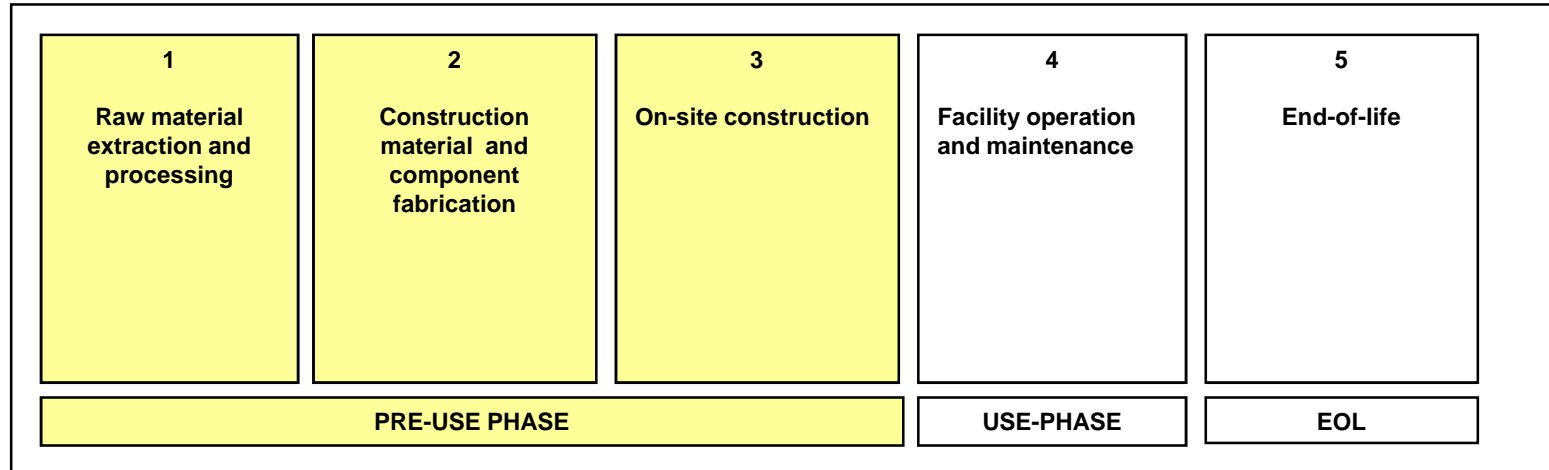 1
Raw material
extraction and
processing
2
Construction
material and
component
fabrication
3
On-site construction
4
Facility operation
and maintenance
5
End-of-life
PRE-USE PHASE
USE-PHASE
EOL